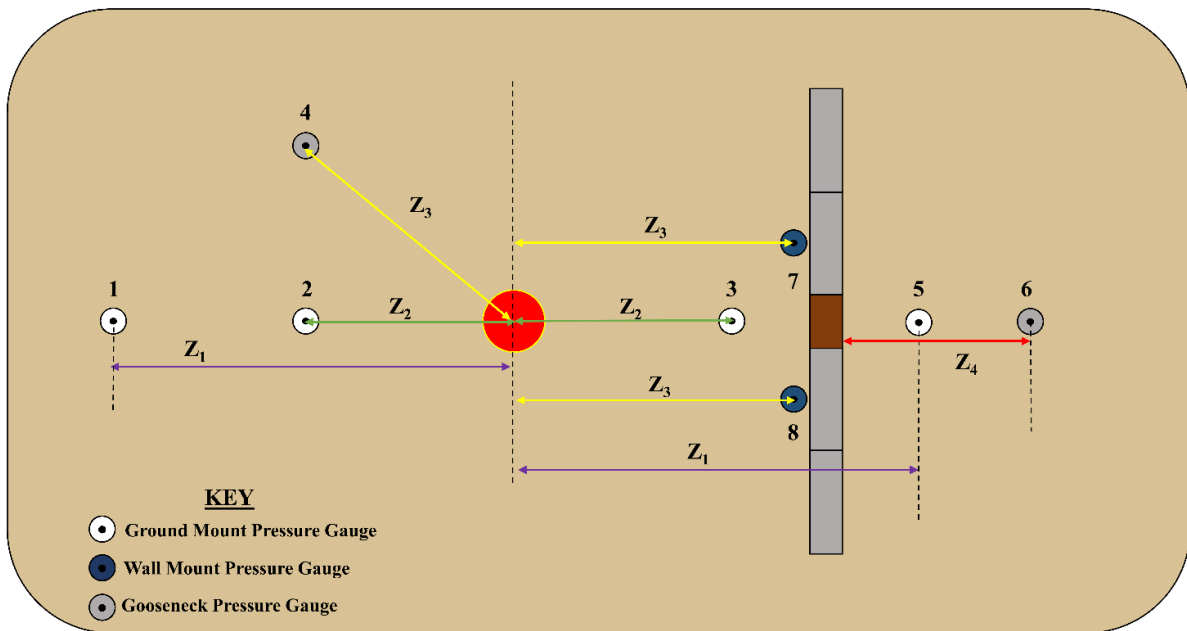 4
Z₃
Z₃
7
1
2
3
5
6
Z₂
Z₂
Z₁
Z₄
Z₃
8
Z₁
KEY
Ground Mount Pressure Gauge
Wall Mount Pressure Gauge
Gooseneck Pressure Gauge